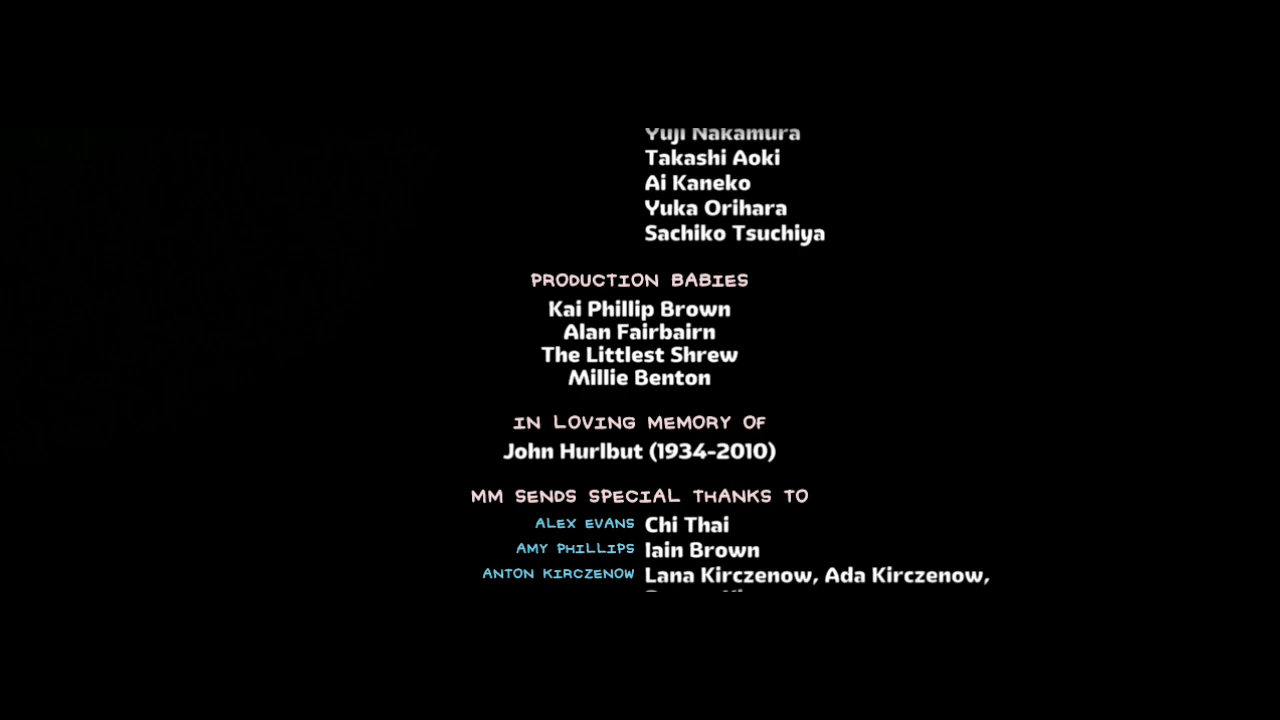 Yuji Nakamura
Takashi Aoki
Ai Kaneko
Yuka Orihara
Sachiko Tsuchiya
PRODUCTION BABIES
Kai Phillip Brown
Alan Fairbairn
The Littlest Shrew
Millie Benton
IN LOVING MEMORY OF
John Hurlbut (1934-2010)
MM SENDS SPECIAL THANKS TO
ALEX EVANS Chi Thai
AMY PHILLIPS Iain Brown
ANTON KIRCZENOW Lana Kirczenow, Ada Kirczenow,